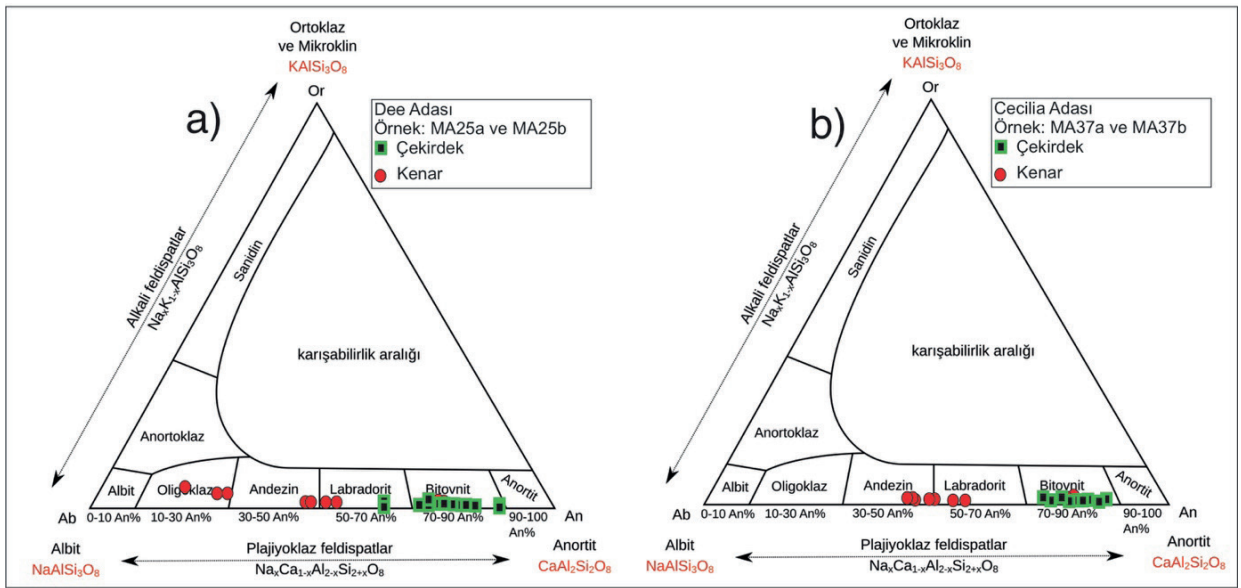 a)
Ortoklaz
ve Mikroklin
KAlSi₃O₈
Or
Dee Adası
Örnek: MA25a ve MA25b
Çekirdek
Kenar
Alkali feldispatlar
NaₓK₁₋ₓAlSi₃O₈
Sanidin
karışabilirlik aralığı
Anortoklaz
Albit
Oligoklaz
Andezin
Labradorit
Bitovnit
Anortit
Ab
0-10 An%
10-30 An%
30-50 An%
50-70 An%
70-90 An%
90-100
An%
An
Albit
NaAlSi₃O₈
Plajiyoklaz feldispatlar
NaₓCa₁₋ₓAl₂₋ₓSi₂₊ₓO₈
Anortit
CaAl₂Si₂O₈
b)
Ortoklaz
ve Mikroklin
KAlSi₃O₈
Or
Cecilia Adası
Örnek: MA37a ve MA37b
Çekirdek
Kenar
Alkali feldispatlar
NaₓK₁₋ₓAlSi₃O₈
Sanidin
karışabilirlik aralığı
Anortoklaz
Albit
Oligoklaz
Andezin
Labradorit
Bitovnit
Anortit
Ab
0-10 An%
10-30 An%
30-50 An%
50-70 An%
70-90 An%
90-100
An%
An
Albit
NaAlSi₃O₈
Plajiyoklaz feldispatlar
NaₓCa₁₋ₓAl₂₋ₓSi₂₊ₓO₈
Anortit
CaAl₂Si₂O₈